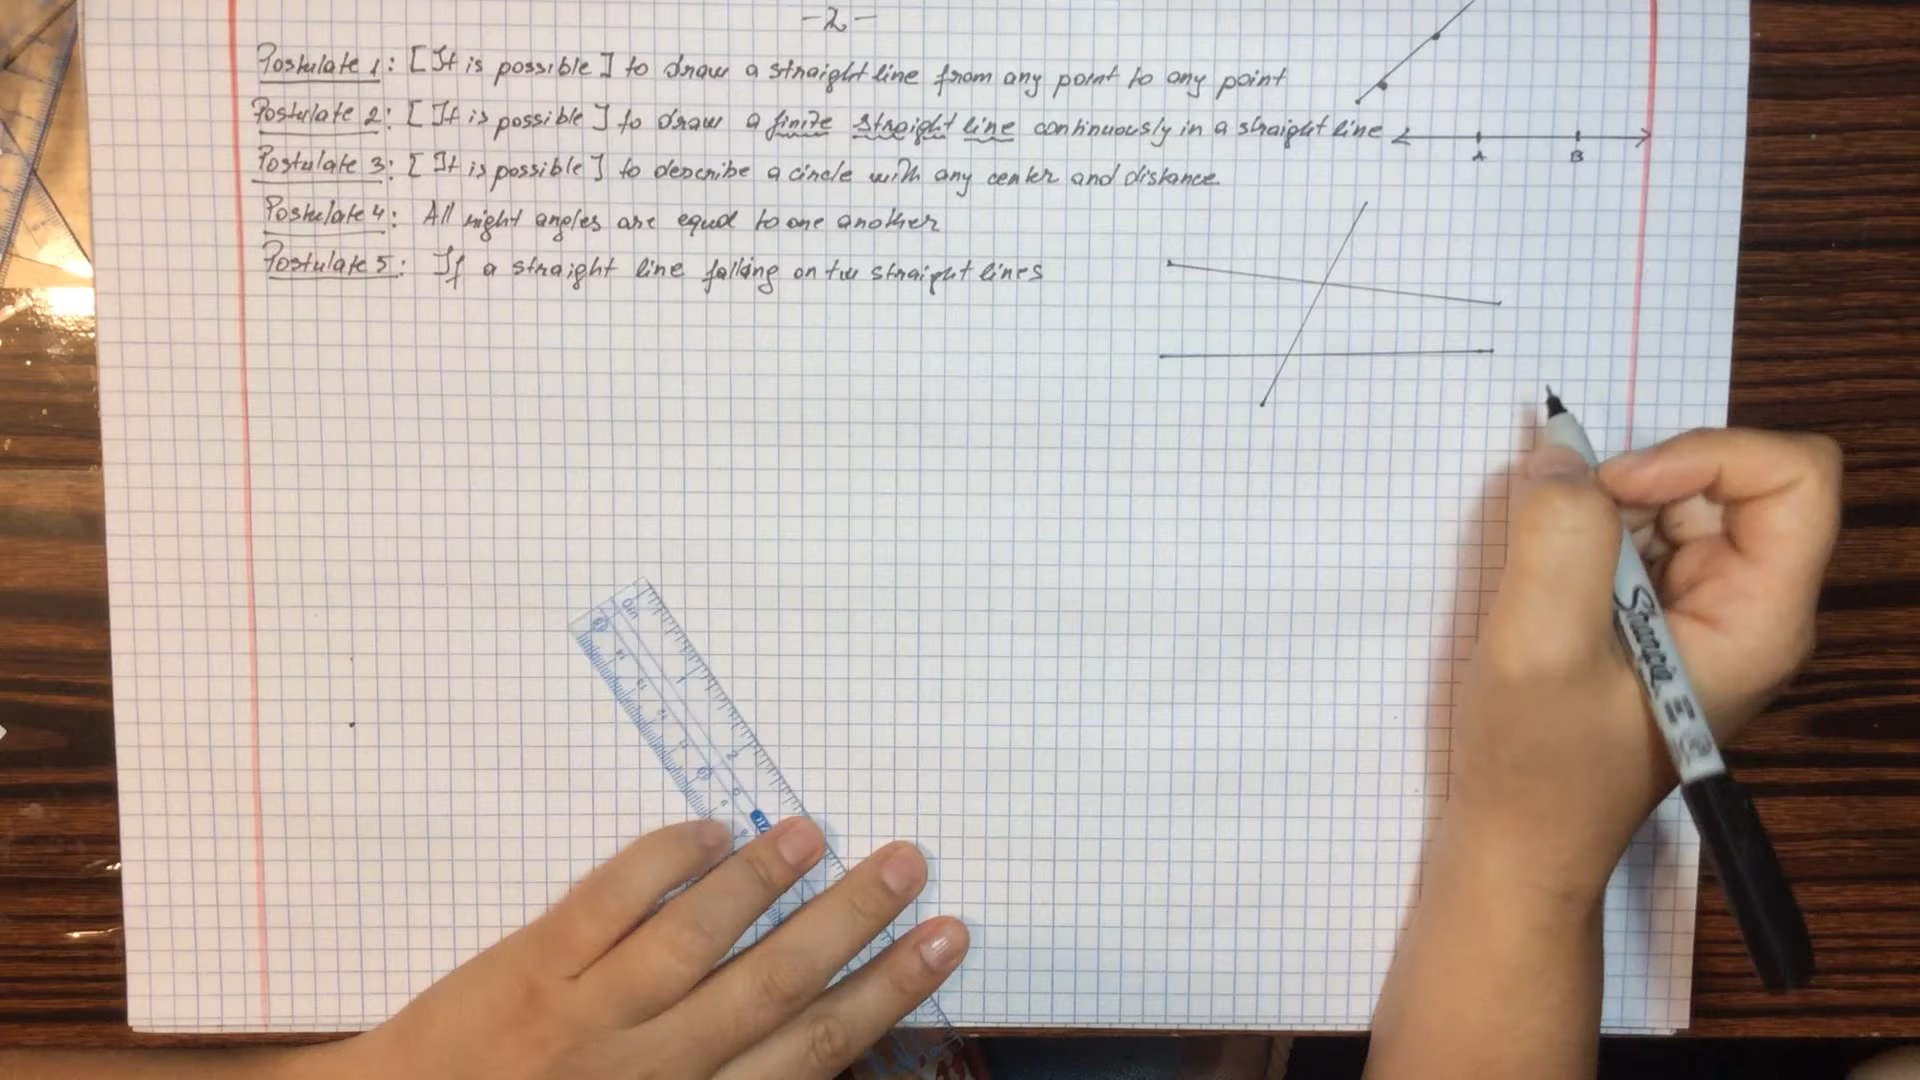 -2-
Postulate 1: [It is possible] to draw a straight line from any point to any point
Postulate 2: [It is possible] to draw a finite straight line continuously in a straight line
A B
Postulate 3: [It is possible] to describe a circle with any center and distance
Postulate 4: All right angles are equal to one another
Postulate 5: If a straight line falling on two straight lines
Sharpie